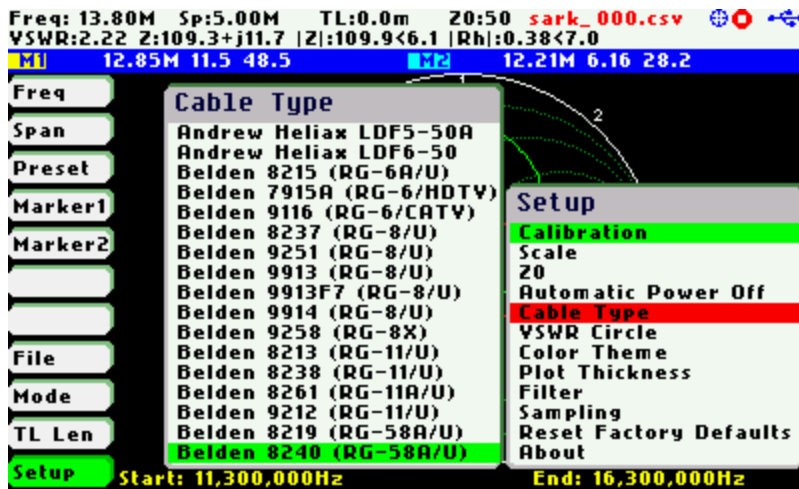 Freq: 13.80M Sp:5.00M TL:0.0m Z0:50 sark_000.csv
VSWR:2.22 Z:109.3+j11.7 |Z|:109.9<6.1 |Rh|:0.38<7.0
M1 12.85M 11.5 48.5 M2 12.21M 6.16 28.2
Freq
Span
Preset
Marker1
Marker2
File
Mode
TL Len
Setup
Cable Type
Andrew Heliax LDF5-50A
Andrew Heliax LDF6-50
Belden 8215 (RG-6A/U)
Belden 7915A (RG-6/HDTV)
Belden 9116 (RG-6/CATV)
Belden 8237 (RG-8/U)
Belden 9251 (RG-8/U)
Belden 9913 (RG-8/U)
Belden 9913F7 (RG-8/U)
Belden 9914 (RG-8/U)
Belden 9258 (RG-8X)
Belden 8213 (RG-11/U)
Belden 8238 (RG-11/U)
Belden 8261 (RG-11A/U)
Belden 9212 (RG-11/U)
Belden 8219 (RG-58A/U)
Belden 8240 (RG-58A/U)
1
2
Setup
Calibration
Scale
Z0
Automatic Power Off
Cable Type
VSWR Circle
Color Theme
Plot Thickness
Filter
Sampling
Reset Factory Defaults
About
Start: 11,300,000Hz End: 16,300,000Hz